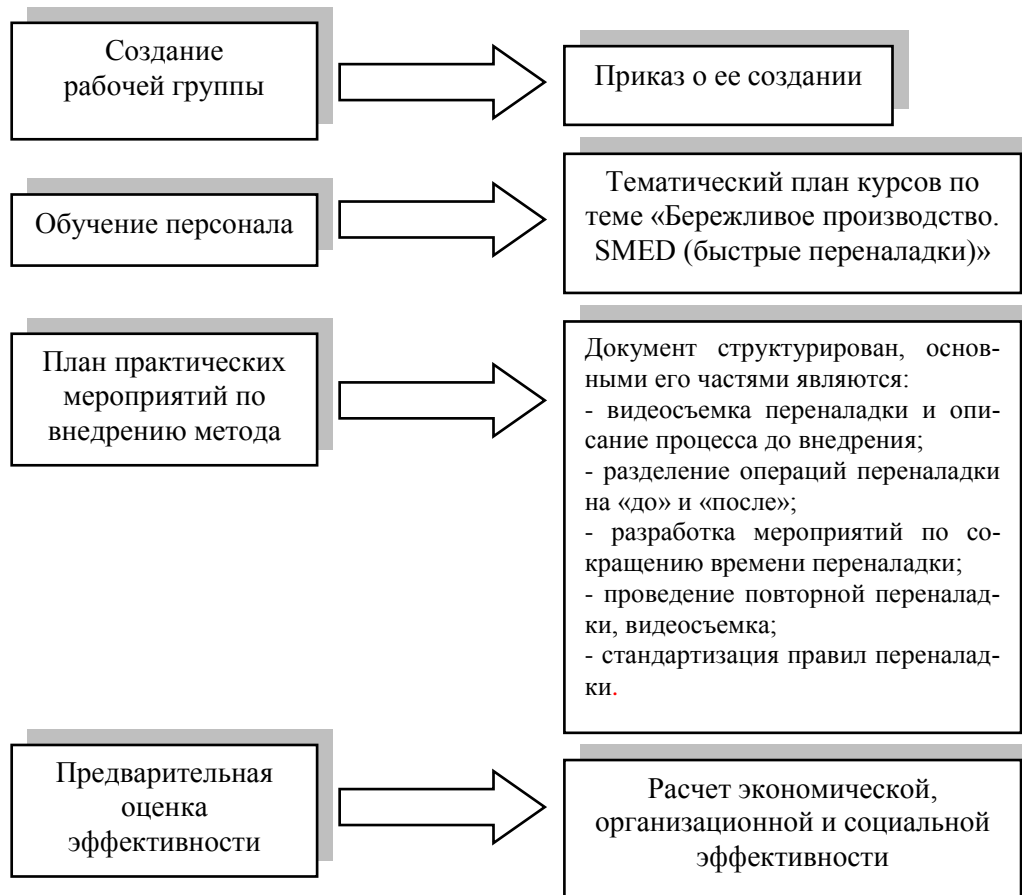 Создание
рабочей группы
Приказ о ее создании
Обучение персонала
Тематический план курсов по
теме «Бережливое производство.
SMED (быстрые переналадки)»
План практических
мероприятий по
внедрению метода
Документ структурирован, основ-
ными его частями являются:
- видеосъемка переналадки и опи-
сание процесса до внедрения;
- разделение операций переналадки
на «до» и «после»;
- разработка мероприятий по со-
кращению времени переналадки;
- проведение повторной переналад-
ки, видеосъемка;
- стандартизация правил переналад-
ки.
Предварительная
оценка
эффективности
Расчет экономической,
организационной и социальной
эффективности